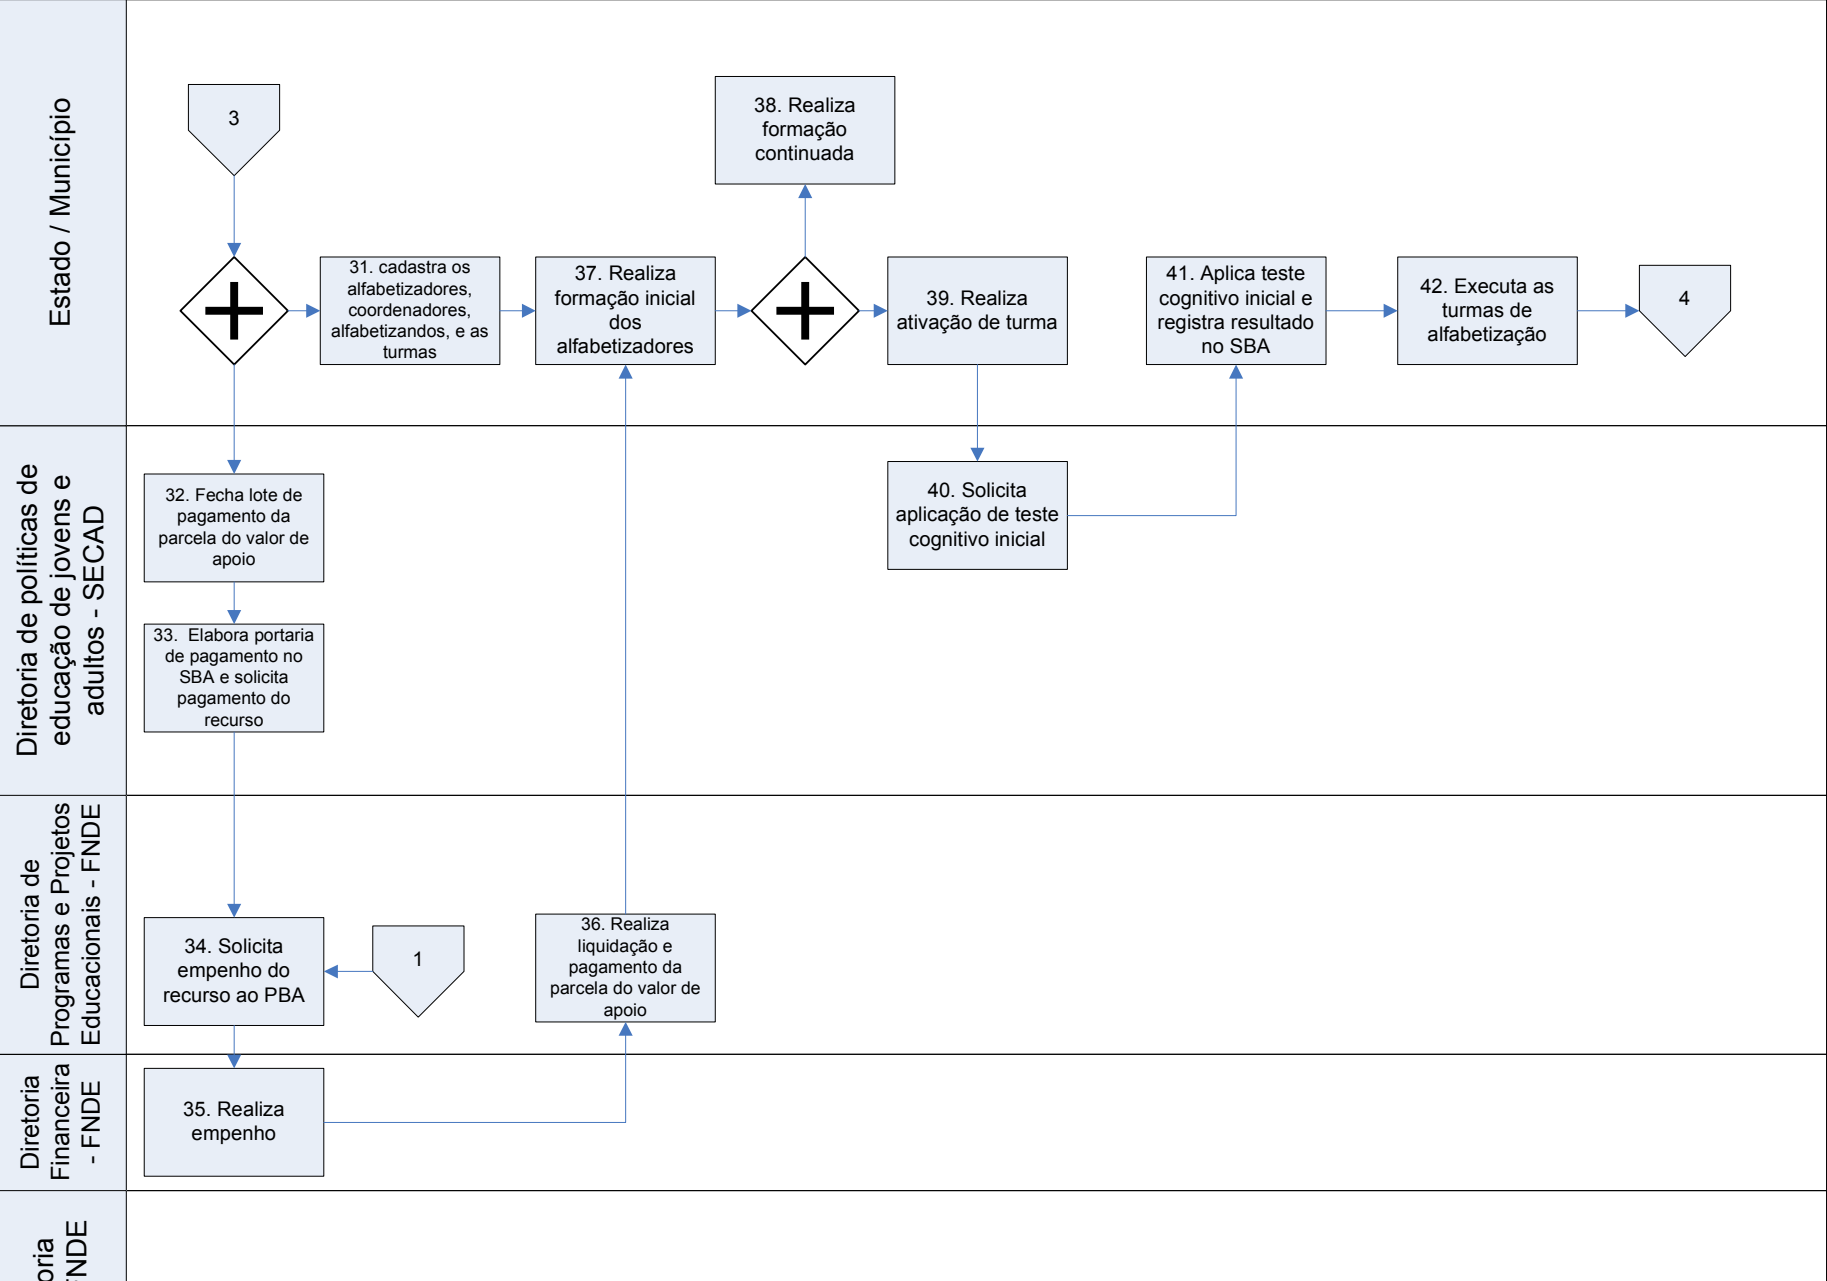 Estado / Município
3
38. Realiza
formação
continuada
31. cadastra os
alfabetizadores,
coordenadores,
alfabetizandos, e as
turmas
37. Realiza
formação inicial
dos
alfabetizadores
39. Realiza
ativação de turma
41. Aplica teste
cognitivo inicial e
registra resultado
no SBA
42. Executa as
turmas de
alfabetização
4
Diretoria de políticas de
educação de jovens e
adultos - SECAD
32. Fecha lote de
pagamento da
parcela do valor de
apoio
40. Solicita
aplicação de teste
cognitivo inicial
33.  Elabora portaria
de pagamento no
SBA e solicita
pagamento do
recurso
Diretoria de
Programas e Projetos
Educacionais - FNDE
34. Solicita
empenho do
recurso ao PBA
1
36. Realiza
liquidação e
pagamento da
parcela do valor de
apoio
Diretoria
Financeira
- FNDE
35. Realiza
empenho